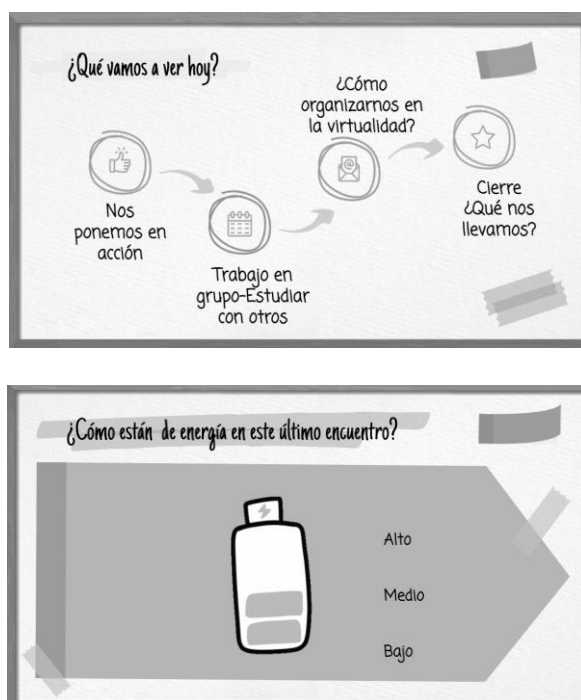 ¿Qué vamos a ver hoy?
Nos
ponemos en
acción
Trabajo en
grupo-Estudiar
con otros
¿Cómo
organizarnos en
la virtualidad?
Cierre
¿Qué nos
llevamos?
¿Cómo están de energía en este último encuentro?
Alto
Medio
Bajo